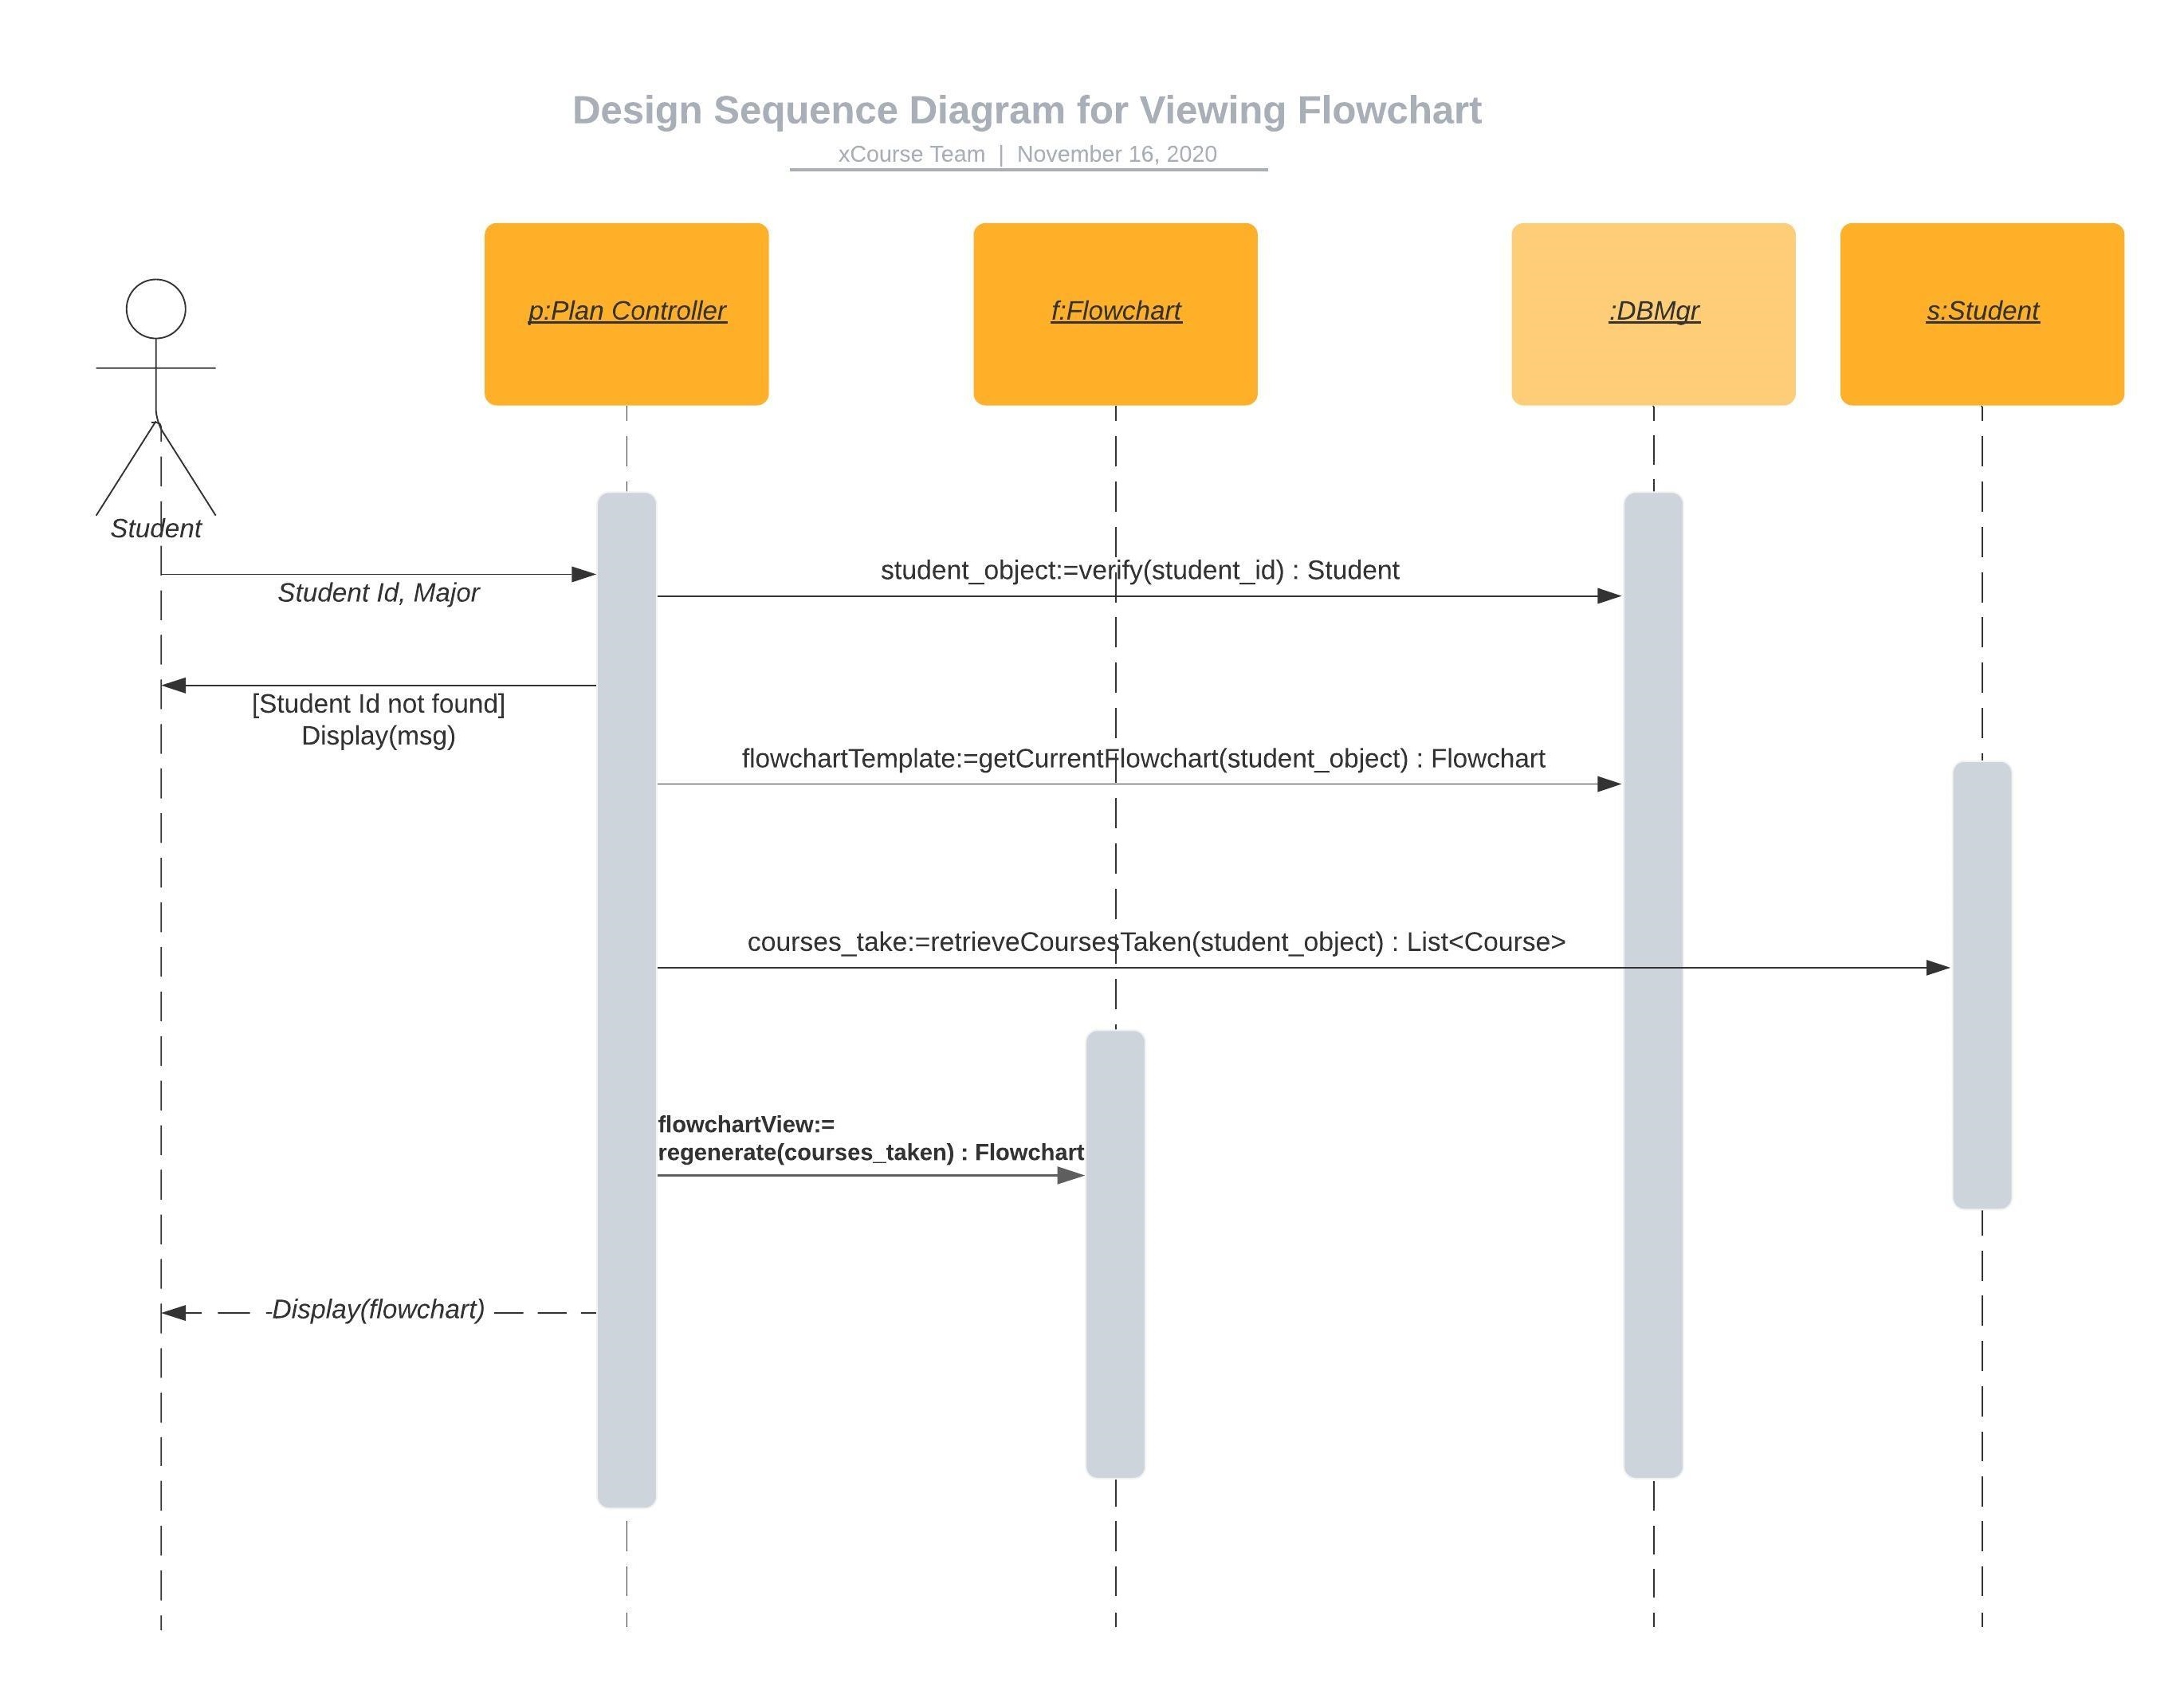 Design Sequence Diagram for Viewing Flowchart
xCourse Team | November 16, 2020
p:Plan Controller
f:Flowchart
:DBMgr
s:Student
Student
student_object:=verify(student_id) : Student
Student Id, Major
[Student Id not found]
Display(msg)
flowchartTemplate:=getCurrentFlowchart(student_object) : Flowchart
courses_take:=retrieveCoursesTaken(student_object) : List<Course>
flowchartView:=
regenerate(courses_taken) : Flowchart
Display(flowchart)